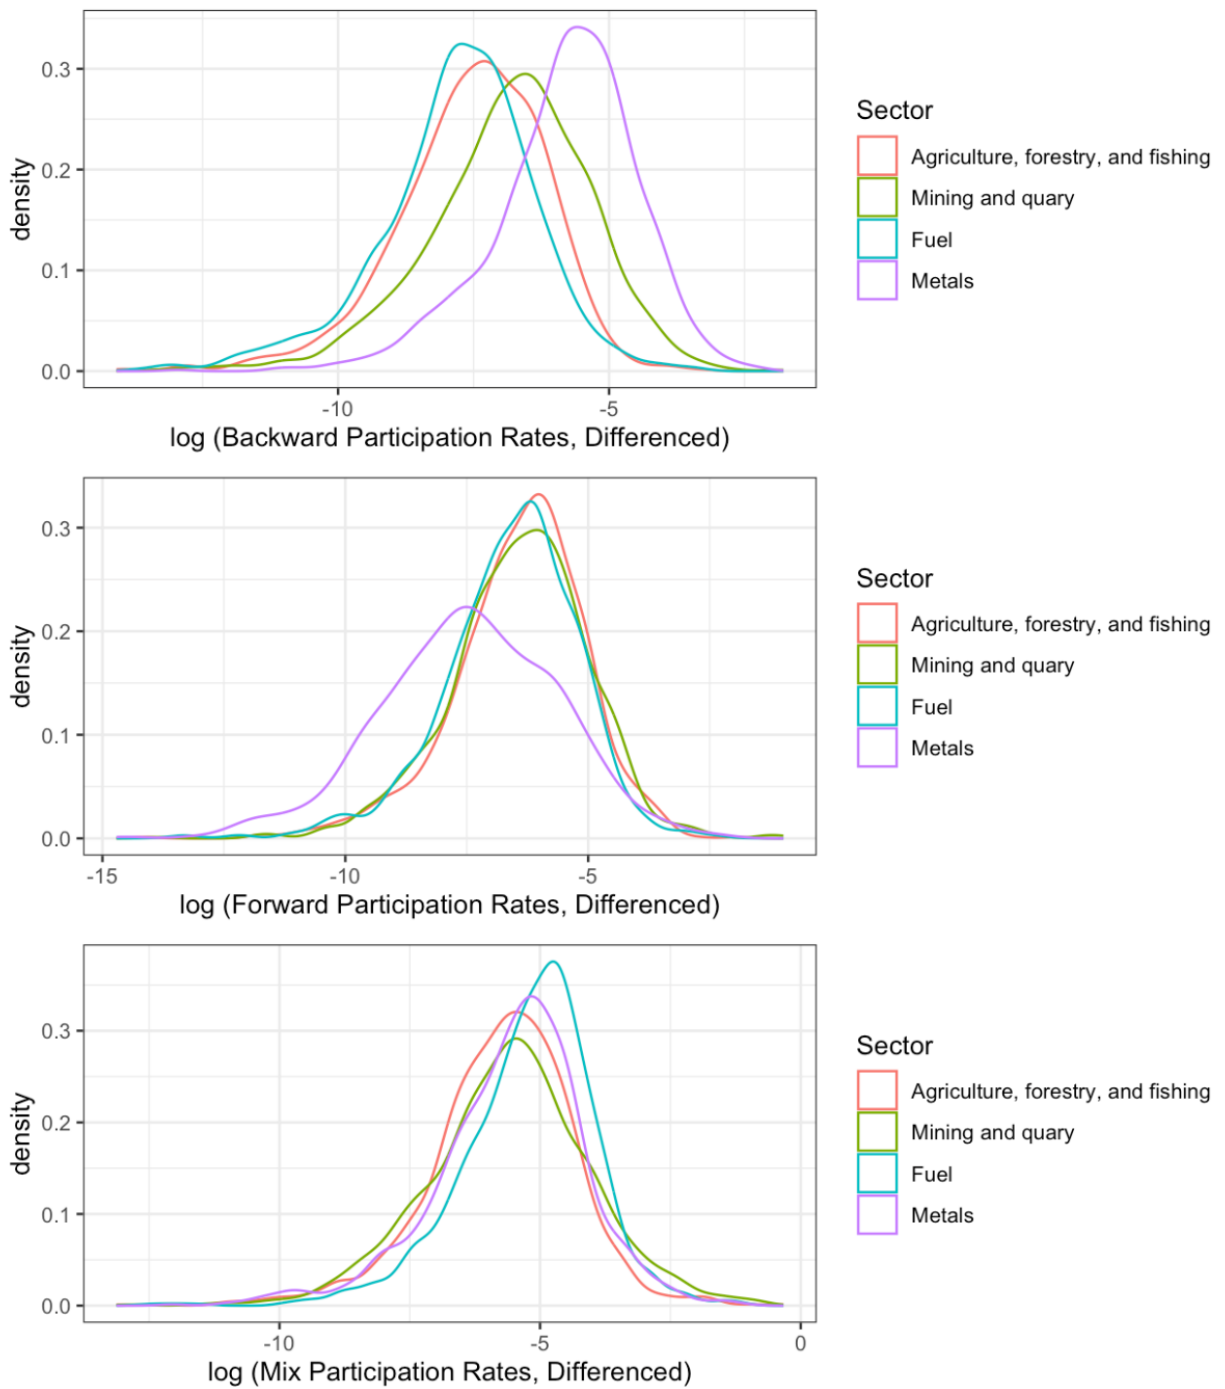 0.3
0.2
0.1
0.0
density
-10
-5
log (Backward Participation Rates, Differenced)
Sector
Agriculture, forestry, and fishing
Mining and quary
Fuel
Metals
0.3
0.2
0.1
0.0
density
-15
-10
-5
log (Forward Participation Rates, Differenced)
Sector
Agriculture, forestry, and fishing
Mining and quary
Fuel
Metals
0.3
0.2
0.1
0.0
density
-10
-5
0
log (Mix Participation Rates, Differenced)
Sector
Agriculture, forestry, and fishing
Mining and quary
Fuel
Metals